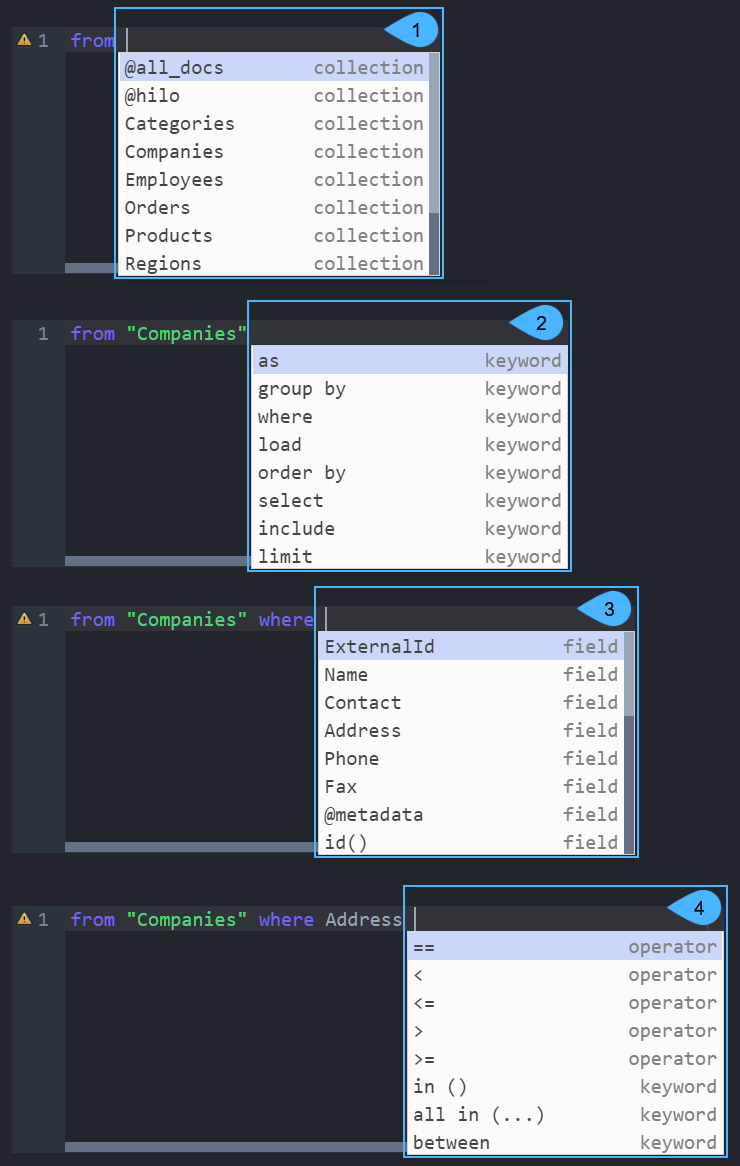 1 from 1
@all_docs collection
@hilo collection
Categories collection
Companies collection
Employees collection
Orders collection
Products collection
Regions collection
1 from "Companies" 2
as keyword
group by keyword
where keyword
load keyword
order by keyword
select keyword
include keyword
limit keyword
1 from "Companies" where 3
ExternalId field
Name field
Contact field
Address field
Phone field
Fax field
@metadata field
id() field
1 from "Companies" where Address 4
== operator
< operator
<= operator
> operator
>= operator
in () keyword
all in (...) keyword
between keyword